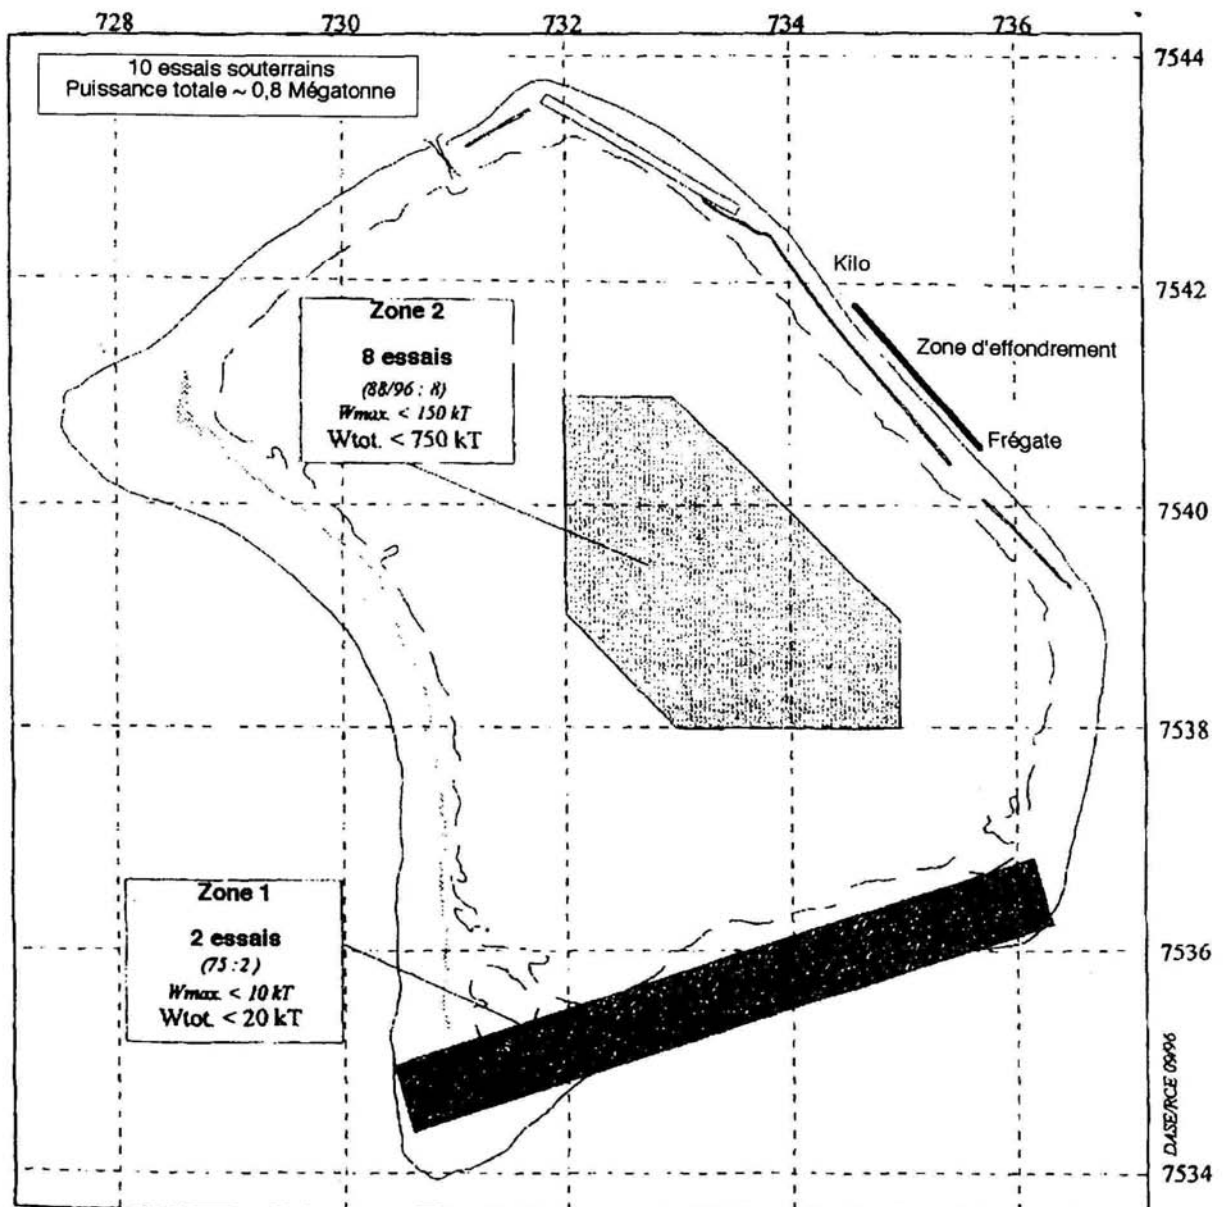 728 730 732 734 736
7544
10 essais souterrains
Puissance totale ~ 0,8 Mégatonne
Kilo
7542
Zone 2
8 essais
(88/96 : 8)
Wmax. < 150 kT
Wtot. < 750 kT
Zone d'effondrement
Frégate
7540
7538
Zone 1
2 essais
(75 :2)
Wmax. < 10 kT
Wtot. < 20 kT
7536
DASE/RCE 09/96
7534